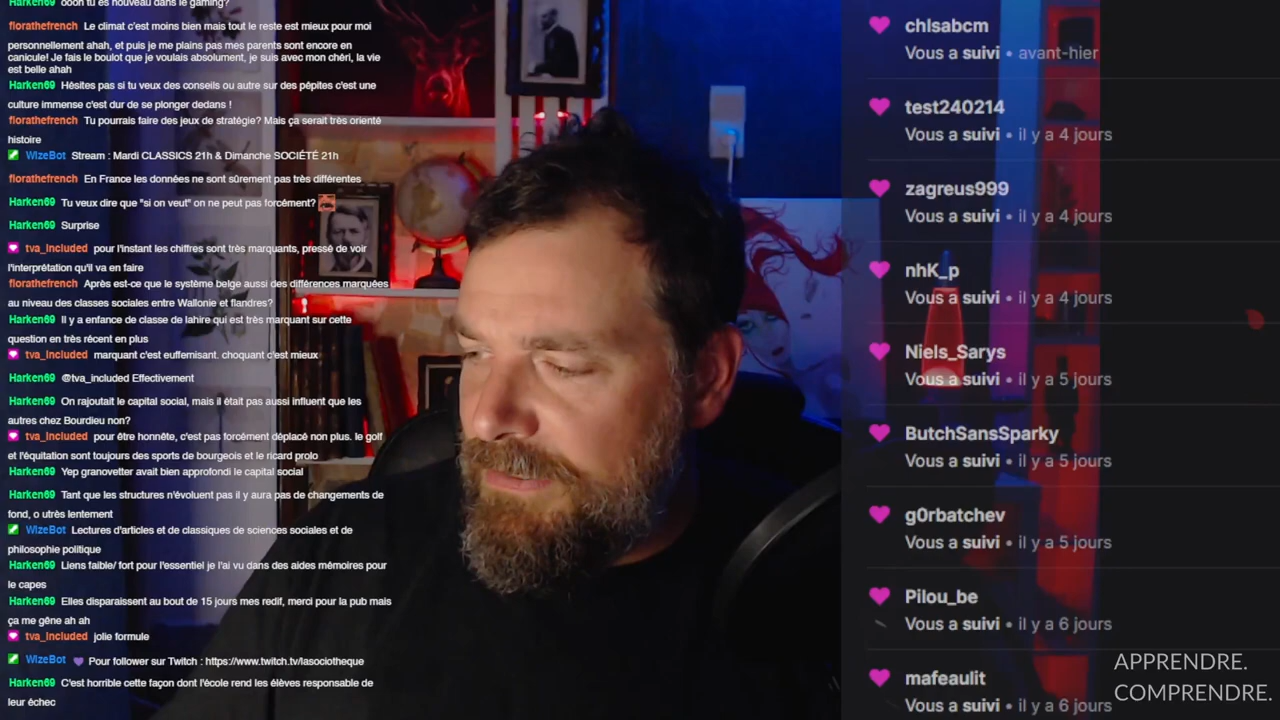 Harken69 oooh tu es nouveau dans le gaming?
florathefrench Le climat c'est moins bien mais tout le reste est mieux pour moi
personnellement ahah, et puis je me plains pas mes parents sont encore en
canicule! Je fais le boulot que je voulais absolument, je suis avec mon chéri, la vie
est belle ahah
Harken69 Hésites pas si tu veux des conseils ou autre sur des pépites c'est une
culture immense c'est dur de se plonger dedans !
florathefrench Tu pourrais faire des jeux de stratégie? Mais ça serait très orienté
histoire
WizeBot Stream : Mardi CLASSICS 21h & Dimanche SOCIÉTÉ 21h
florathefrench En France les données ne sont sûrement pas très différentes
Harken69 Tu veux dire que "si on veut" on ne peut pas forcément?
Harken69 Surprise
tva_included pour l'instant les chiffres sont très marquants, pressé de voir
l'interprétation qu'il va en faire
florathefrench Après est-ce que le système belge aussi des différences marquées
au niveau des classes sociales entre Wallonie et flandres?
Harken69 Il y a enfance de classe de lahire qui est très marquant sur cette
question en très récent en plus
tva_included marquant c'est euffemisant. choquant c'est mieux
Harken69 @tva_included Effectivement
Harken69 On rajoutait le capital social, mais il était pas aussi influent que les
autres chez Bourdieu non?
tva_included pour être honnête, c'est pas forcément déplacé non plus. le golf
et l'équitation sont toujours des sports de bourgeois et le ricard prolo
Harken69 Yep granovetter avait bien approfondi le capital social
Harken69 Tant que les structures n'évoluent pas il y aura pas de changements de
fond, o utrès lentement
WizeBot Lectures d'articles et de classiques de sciences sociales et de
philosophie politique
Harken69 Liens faible/ fort pour l'essentiel je l'ai vu dans des aides mémoires pour
le capes
Harken69 Elles disparaissent au bout de 15 jours mes redif, merci pour la pub mais
ça me gêne ah ah
tva_included jolie formule
WizeBot 💜 Pour follower sur Twitch : https://www.twitch.tv/lasociotheque
Harken69 C'est horrible cette façon dont l'école rend les élèves responsable de
leur échec
chlsabcm
Vous a suivi • avant-hier
test240214
Vous a suivi • il y a 4 jours
zagreus999
Vous a suivi • il y a 4 jours
nhK_p
Vous a suivi • il y a 4 jours
Niels_Sarys
Vous a suivi • il y a 5 jours
ButchSansSparky
Vous a suivi • il y a 5 jours
g0rbatchev
Vous a suivi • il y a 5 jours
Pilou_be
Vous a suivi • il y a 6 jours
mafeaulit
Vous a suivi • il y a 6 jours
APPRENDRE.
COMPRENDRE.